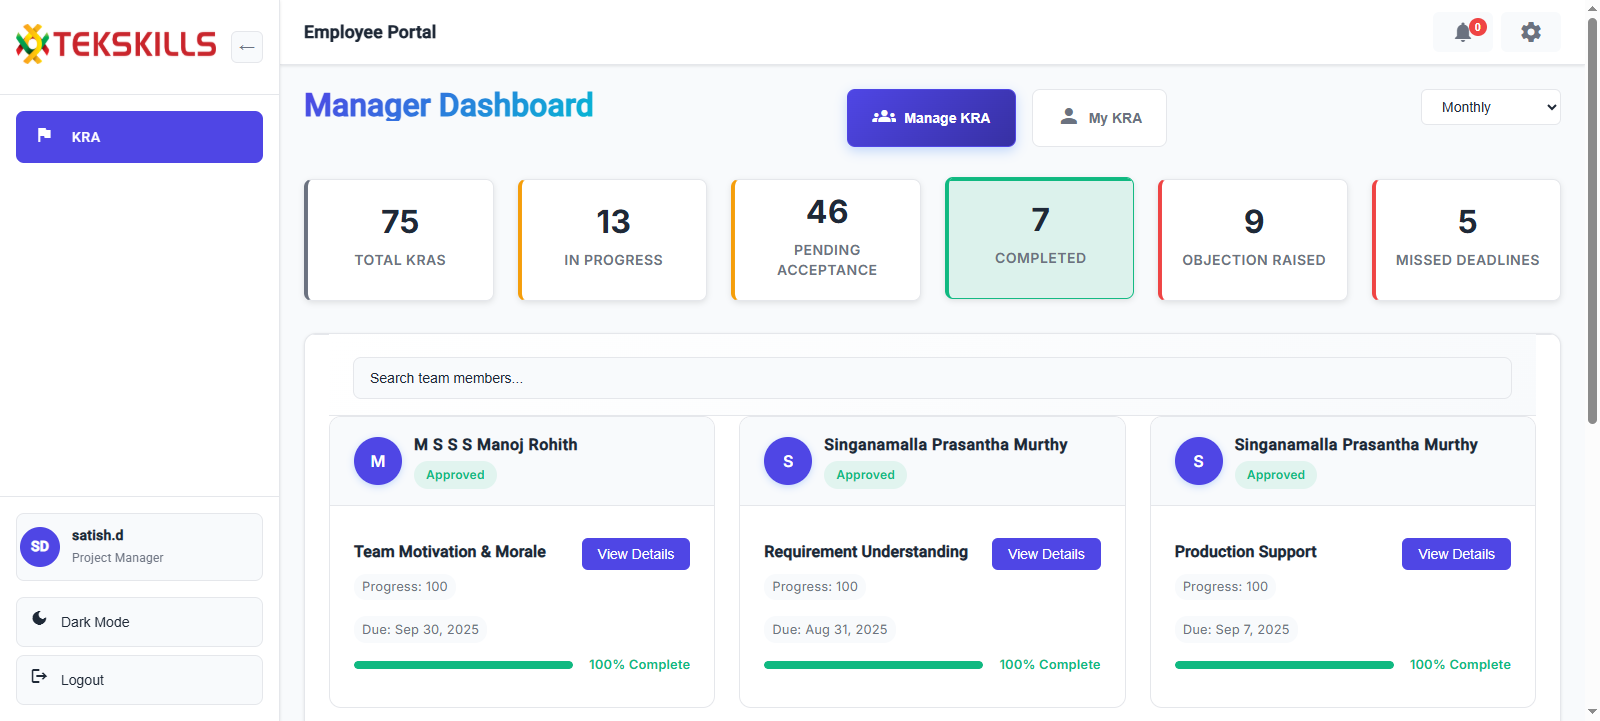 TEKSKILLS
←
KRA
SD
satish.d
Project Manager
Dark Mode
Logout
Employee Portal
0
Manager Dashboard
Manage KRA
My KRA
Monthly
75
TOTAL KRAS
13
IN PROGRESS
46
PENDING
ACCEPTANCE
7
COMPLETED
9
OBJECTION RAISED
5
MISSED DEADLINES
Search team members...
M
M S S S Manoj Rohith
Approved
Team Motivation & Morale
View Details
Progress: 100
Due: Sep 30, 2025
100% Complete
S
Singanamalla Prasantha Murthy
Approved
Requirement Understanding
View Details
Progress: 100
Due: Aug 31, 2025
100% Complete
S
Singanamalla Prasantha Murthy
Approved
Production Support
View Details
Progress: 100
Due: Sep 7, 2025
100% Complete